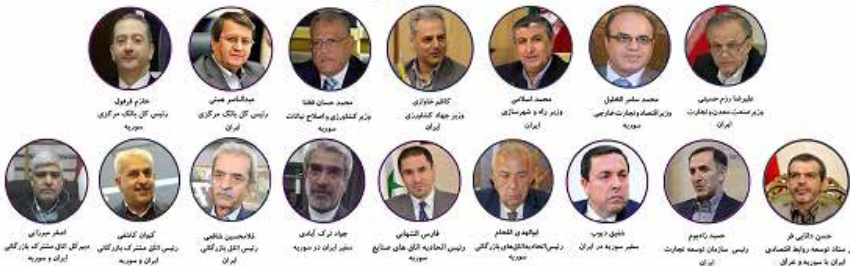 علیرضا رزم حسینی
وزیر صنعت، معدن و تجارت
ایران
محمد سامر الخلیل
وزیر اقتصاد و تجارت خارجی
سوریه
محمد اسلامی
وزیر راه و شهرسازی
ایران
کاظم خاوازی
وزیر جهاد کشاورزی
ایران
محمد حسان قطنا
وزیر کشاورزی و اصلاح نباتات
سوریه
عبدالناصر همتی
رئیس کل بانک مرکزی
ایران
حازم قرفول
رئیس کل بانک مرکزی
سوریه
حسن دانایی فر
ستاد توسعه روابط اقتصادی
ایران با سوریه و عراق
حمید زادبوم
رئیس سازمان توسعه تجارت
ایران
شفیق دیوب
سفیر سوریه در ایران
ابوالهدی اللحام
رئیس اتحادیه اتاق‌های بازرگانی
سوریه
فارس الشهابی
رئیس اتحادیه اتاق های صنایع
سوریه
جواد ترک آبادی
سفیر ایران در سوریه
غلامحسین شافعی
رئیس اتاق بازرگانی
ایران
کیوان کاشفی
رئیس اتاق مشترک بازرگانی
ایران و سوریه
اصغر میرزایی
دبیرکل اتاق مشترک بازرگانی
ایران و سوریه